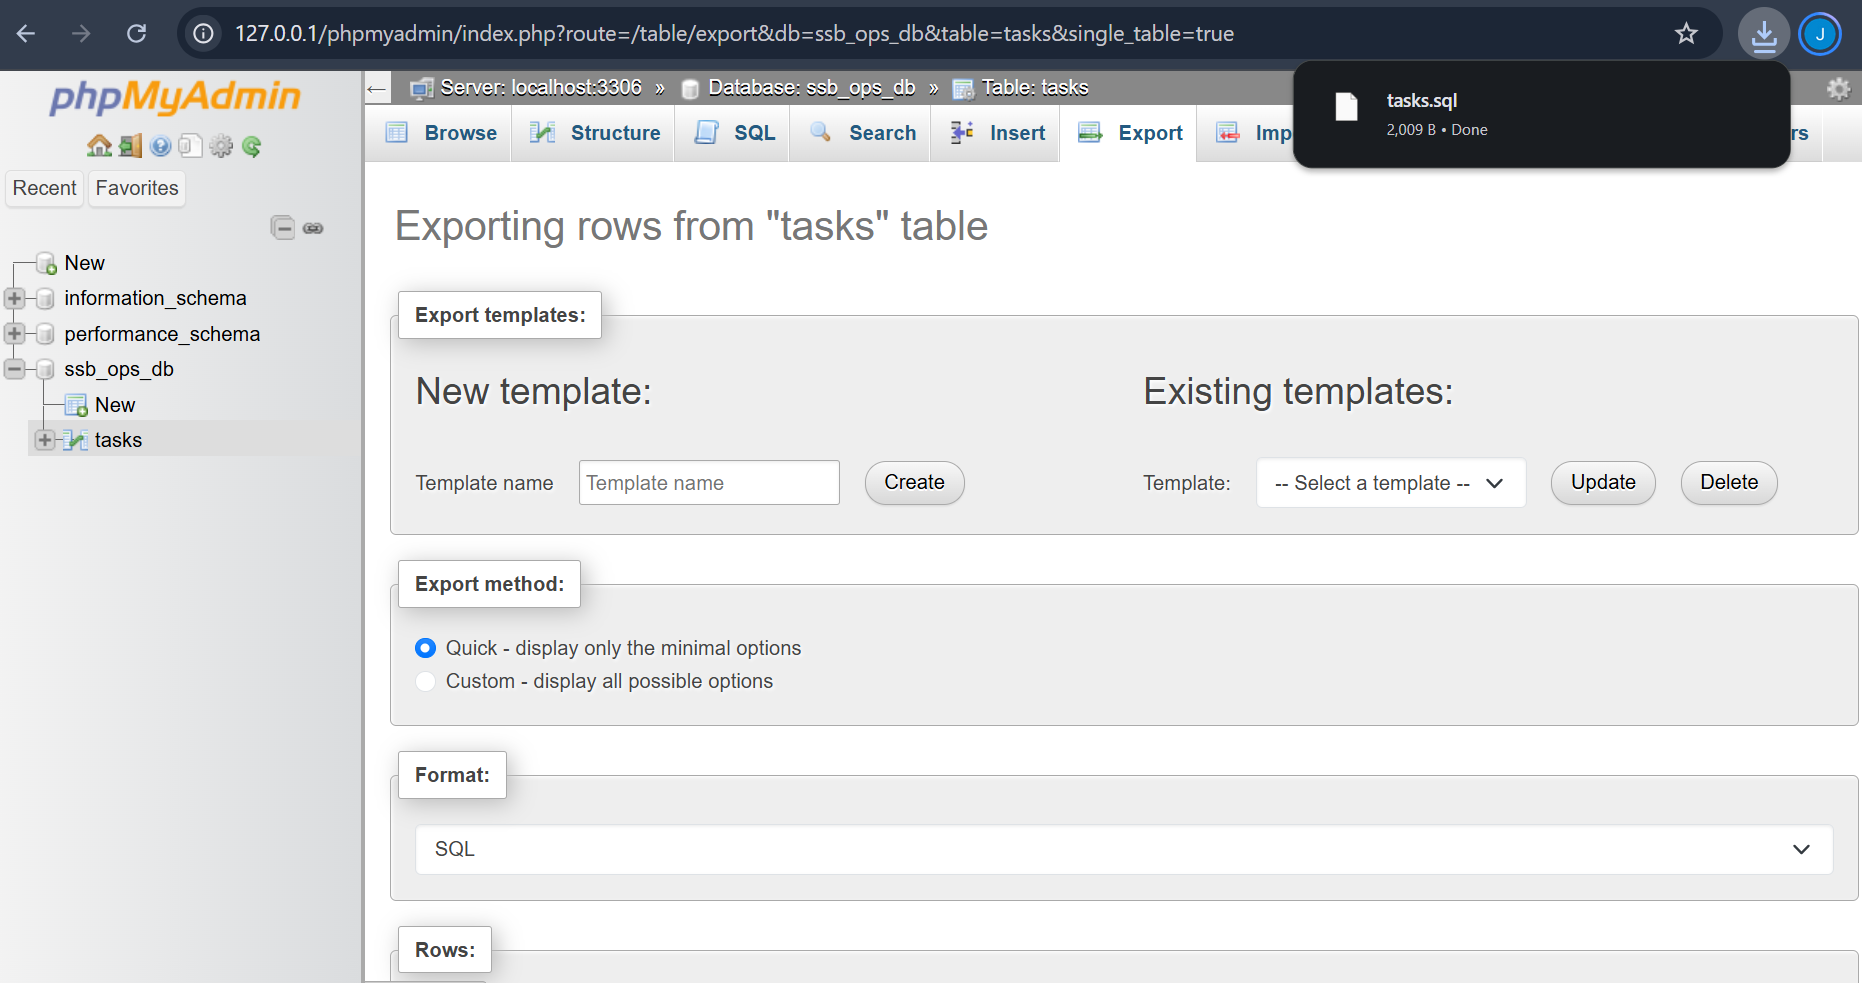 127.0.0.1/phpmyadmin/index.php?route=/table/export&db=ssb_ops_db&table=tasks&single_table=true
J
tasks.sql
2,009 B • Done
phpMyAdmin
Recent
Favorites
New
information_schema
performance_schema
ssb_ops_db
New
tasks
Server: localhost:3306 » Database: ssb_ops_db » Table: tasks
Browse
Structure
SQL
Search
Insert
Export
Imp
rs
Exporting rows from "tasks" table
Export templates:
New template:
Template name
Template name
Create
Existing templates:
Template:
-- Select a template --
Update
Delete
Export method:
Quick - display only the minimal options
Custom - display all possible options
Format:
SQL
Rows: